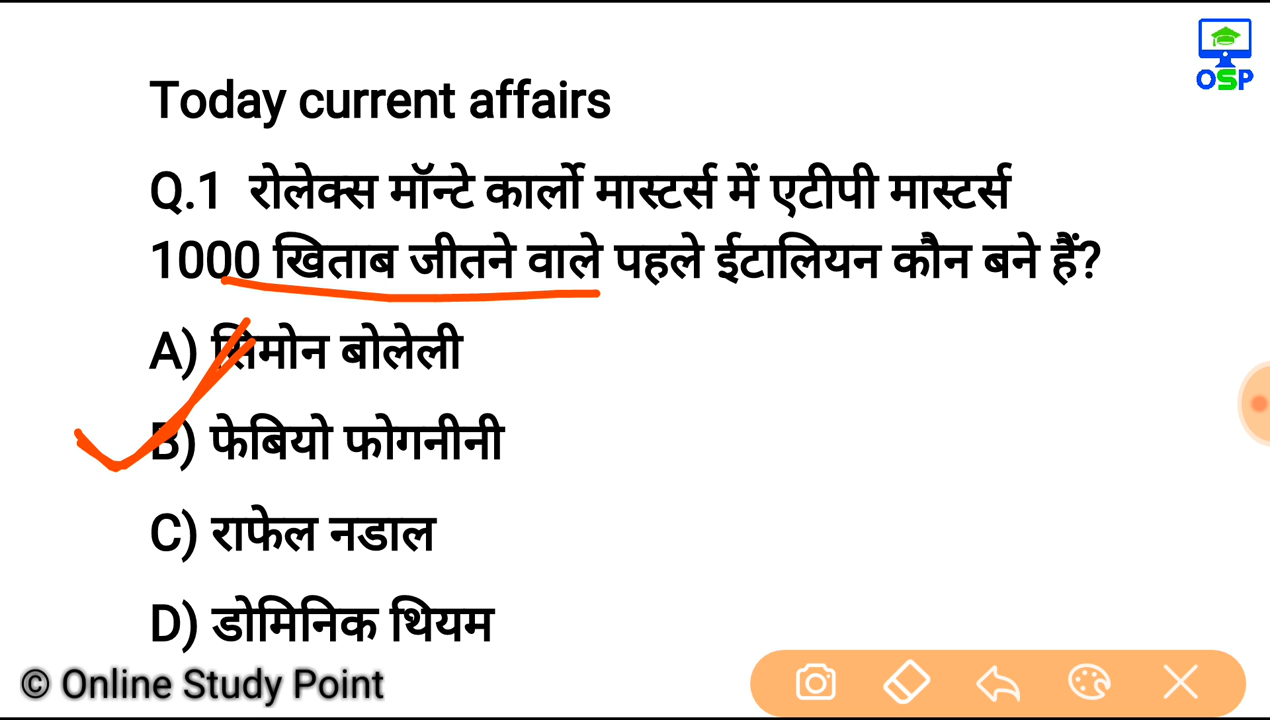 OSP
Today current affairs
Q.1 रोलेक्स मॉन्टे कार्लो मास्टर्स में एटीपी मास्टर्स
1000 खिताब जीतने वाले पहले ईटालियन कौन बने हैं?
A) सिमोन बोलेली
B) फेबियो फोगनीनी
C) राफेल नडाल
D) डोमिनिक थियम
© Online Study Point